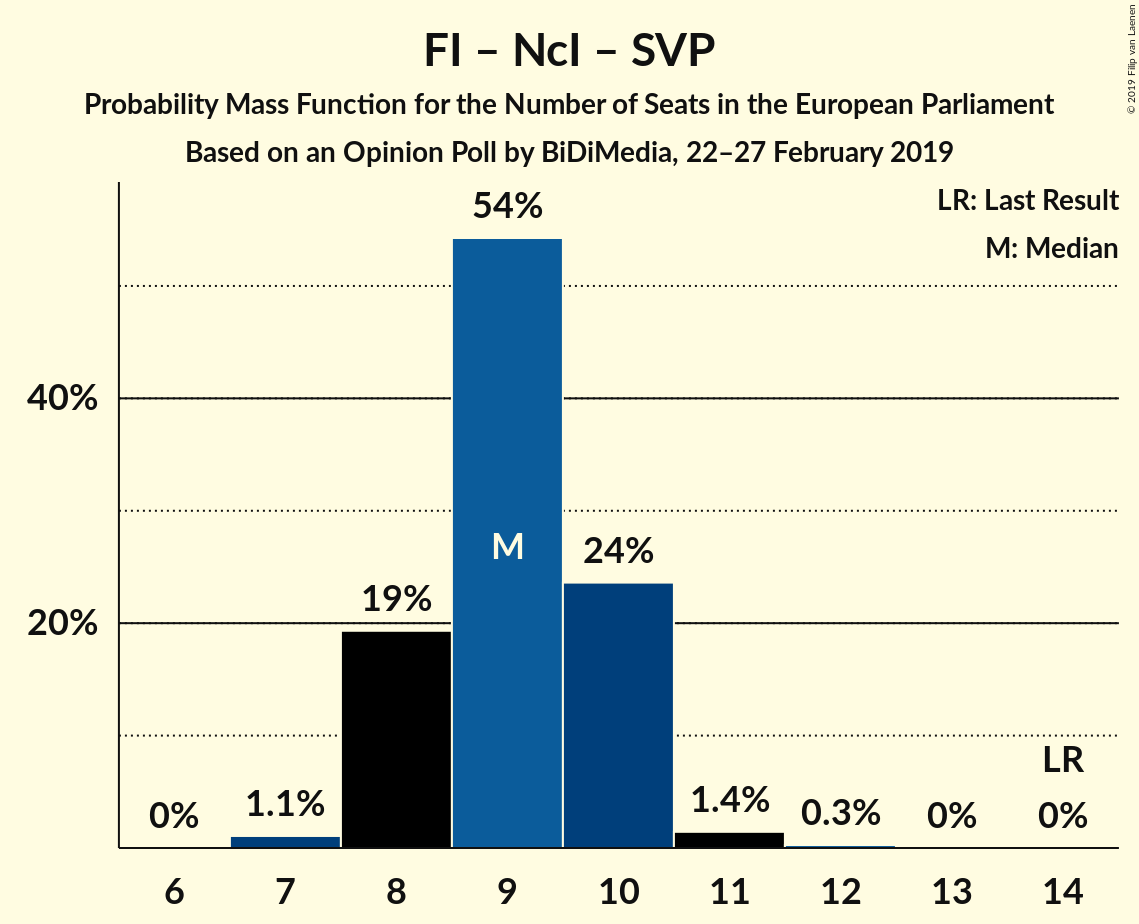 FI – NcI – SVP
Probability Mass Function for the Number of Seats in the European Parliament
Based on an Opinion Poll by BiDiMedia, 22–27 February 2019
© 2019 Filip van Laenen
LR: Last Result
M: Median
54%
40%
M
24%
19%
20%
LR
0%
1.1%
1.4%
0.3%
0%
0%
6 7 8 9 10 11 12 13 14